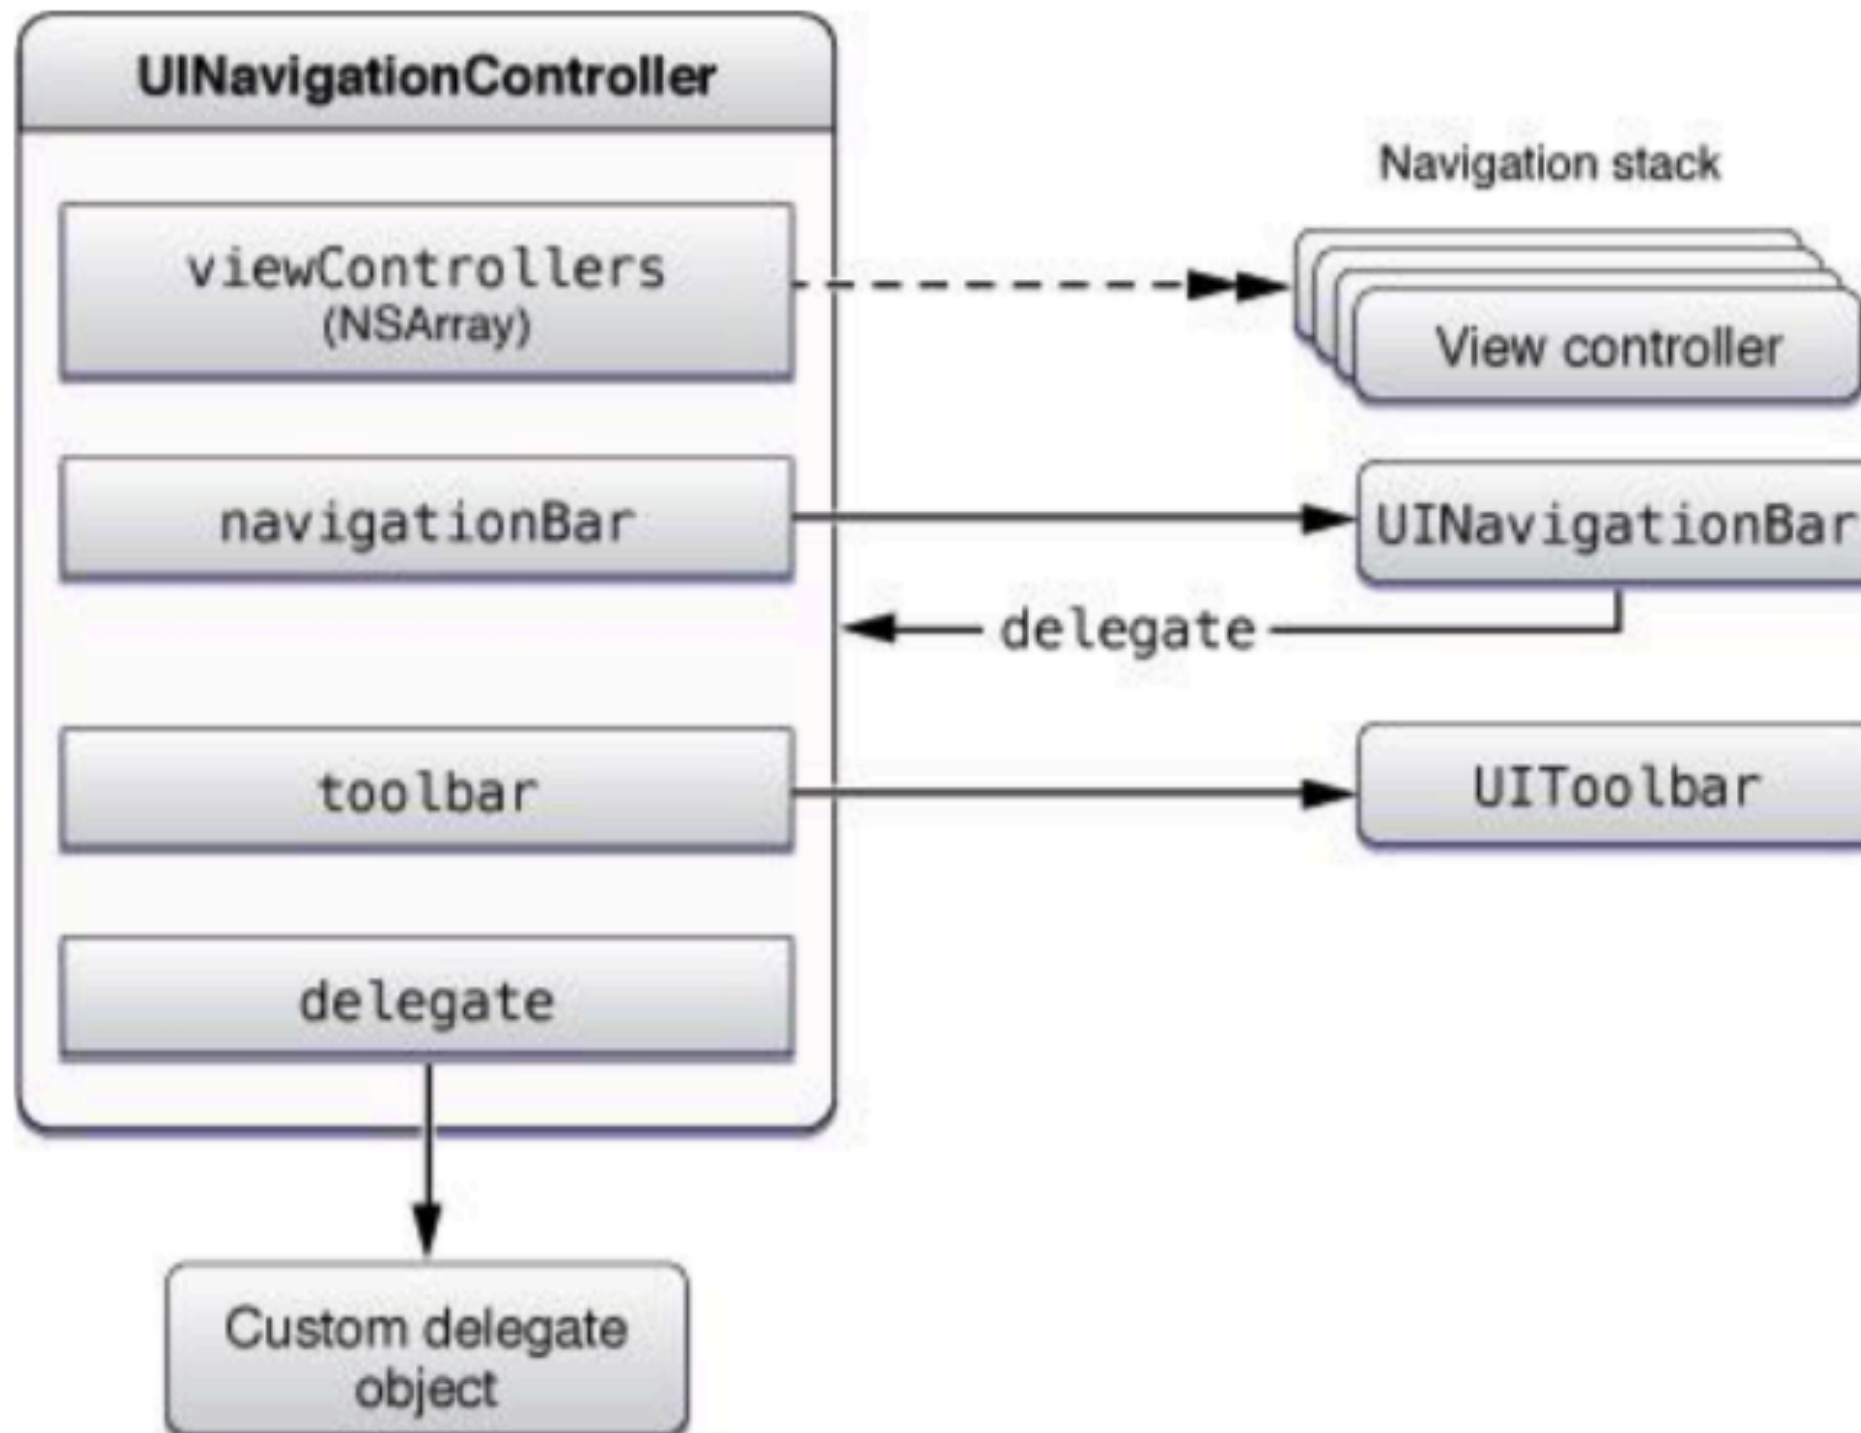 UINavigationController
Navigation stack
viewControllers
(NSArray)
View controller
navigationBar
UINavigationBar
delegate
toolbar
UIToolbar
delegate
Custom delegate
object